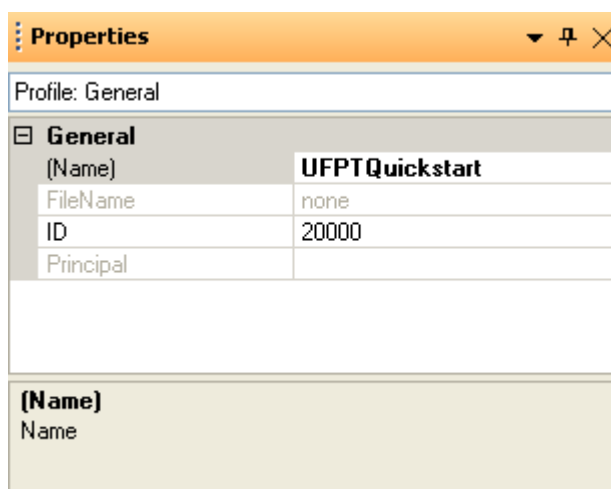 Properties
Profile: General
General
(Name) UFPTQuickstart
FileName none
ID 20000
Principal
(Name)
Name